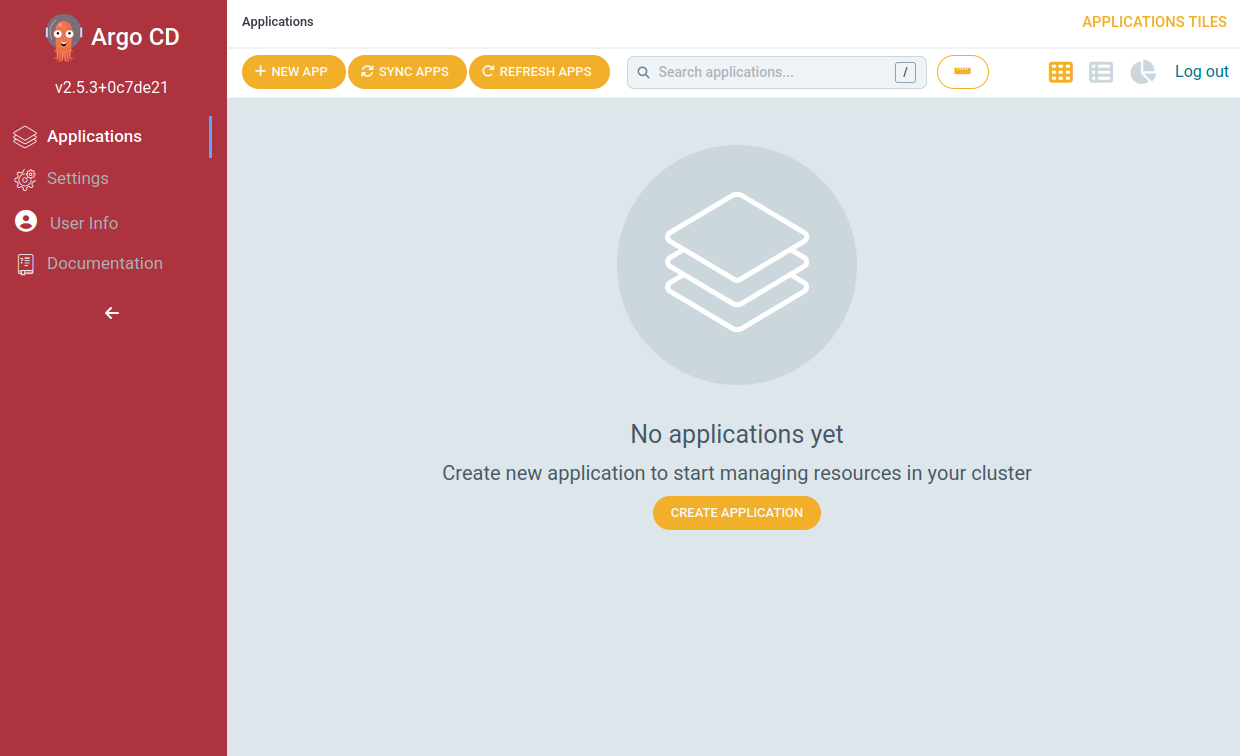 Argo CD
v2.5.3+0c7de21
Applications
Settings
User Info
Documentation
Applications
APPLICATIONS TILES
NEW APP
SYNC APPS
REFRESH APPS
Search applications...
/
Log out
No applications yet
Create new application to start managing resources in your cluster
CREATE APPLICATION